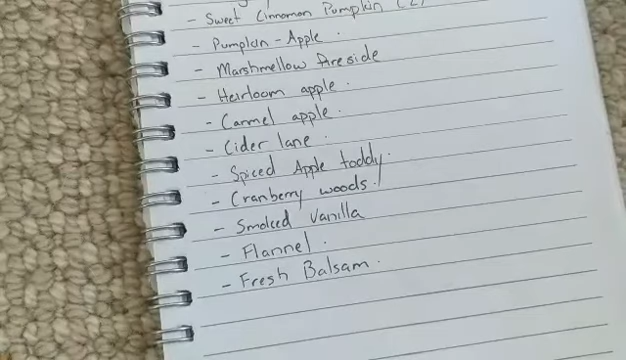 - Sweet Cinnamon Pumpkin (2)
- Pumpkin - Apple .
- Marshmellow fireside
- Heirloom apple .
- Carmel apple .
- Cider lane .
- Spiced Apple toddy .
- Cranberry woods .
- Smoked Vanilla
- Flannel .
- Fresh Balsam .